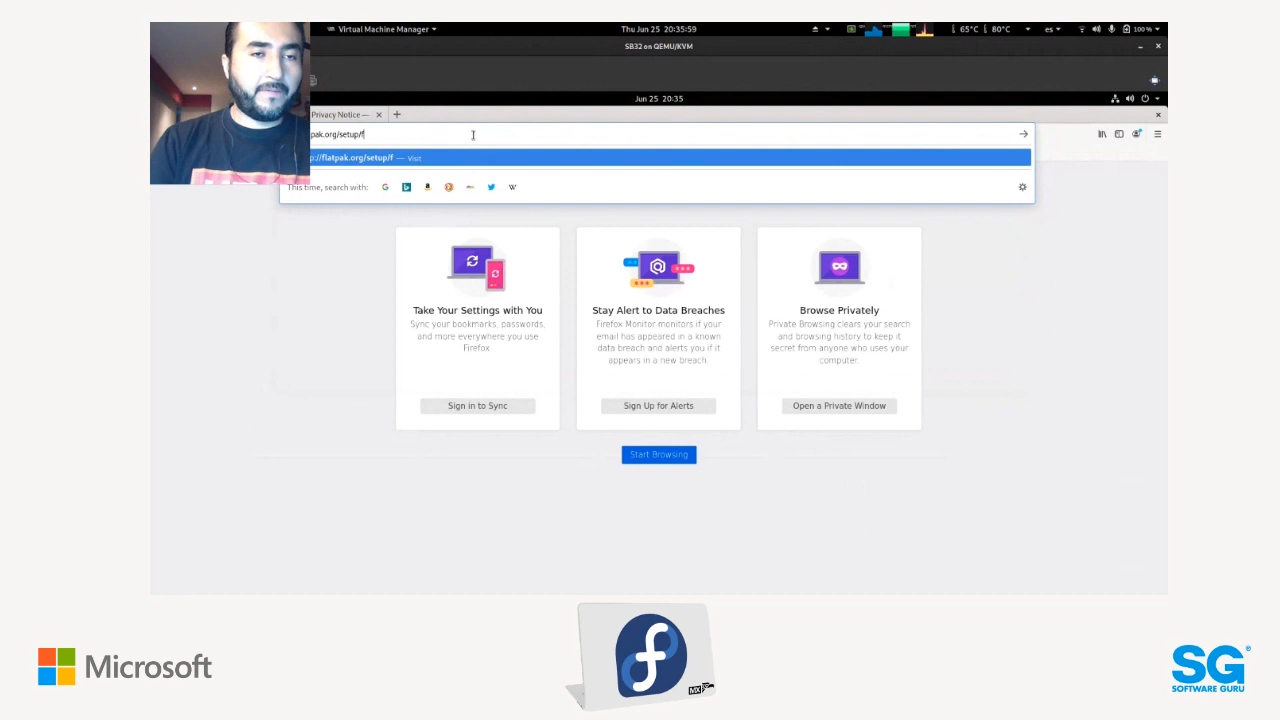 Virtual Machine Manager
Thu Jun 25 20:35:59
65°C
80°C
es
100 %
SB32 on QEMU/KVM
Jun 25 20:35
Privacy Notice —
pak.org/setup/f
p://flatpak.org/setup/f — Visit
This time, search with:
Take Your Settings with You
Sync your bookmarks, passwords,
and more everywhere you use
Firefox.
Sign in to Sync
Stay Alert to Data Breaches
Firefox Monitor monitors if your
email has appeared in a known
data breach and alerts you if it
appears in a new breach.
Sign Up for Alerts
Browse Privately
Private Browsing clears your search
and browsing history to keep it
secret from anyone who uses your
computer.
Open a Private Window
Start Browsing
Microsoft
MX
SG
SOFTWARE GURU